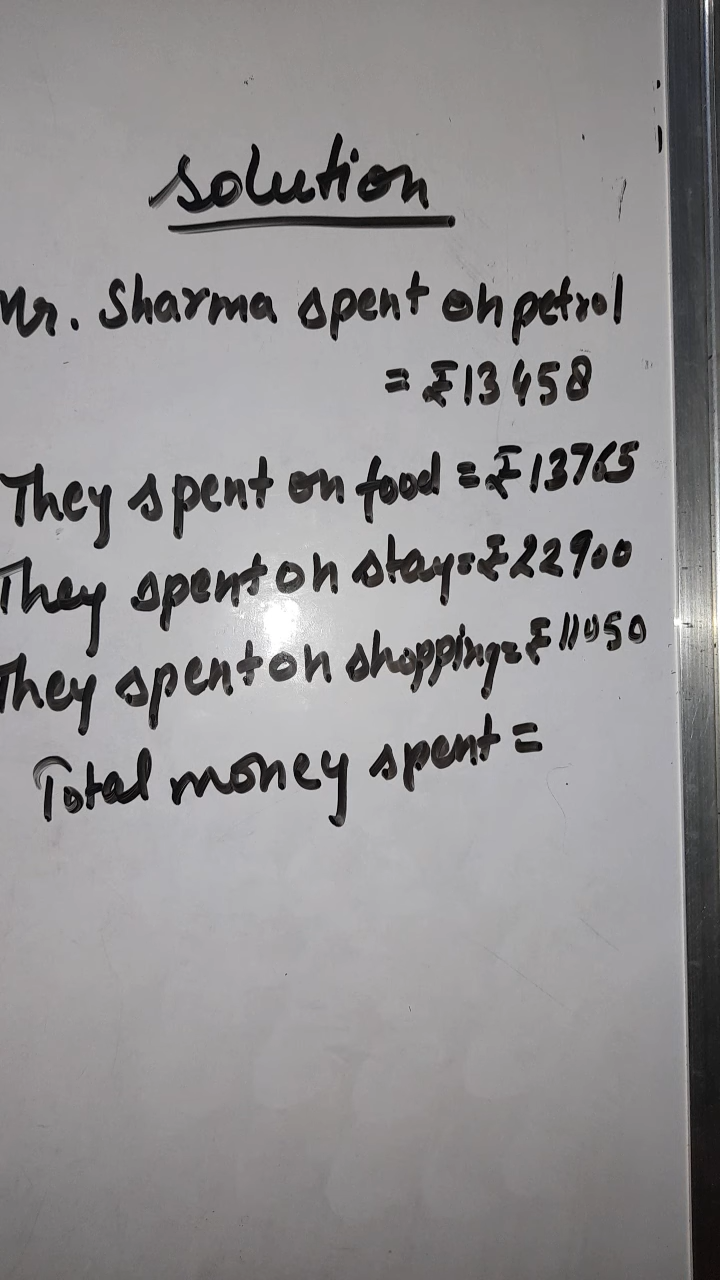 solution
Mr. Sharma spent on petrol
= ₹13458
They spent on food = ₹13765
They spent on stay = ₹22900
They spent on shopping = ₹11050
Total money spent =